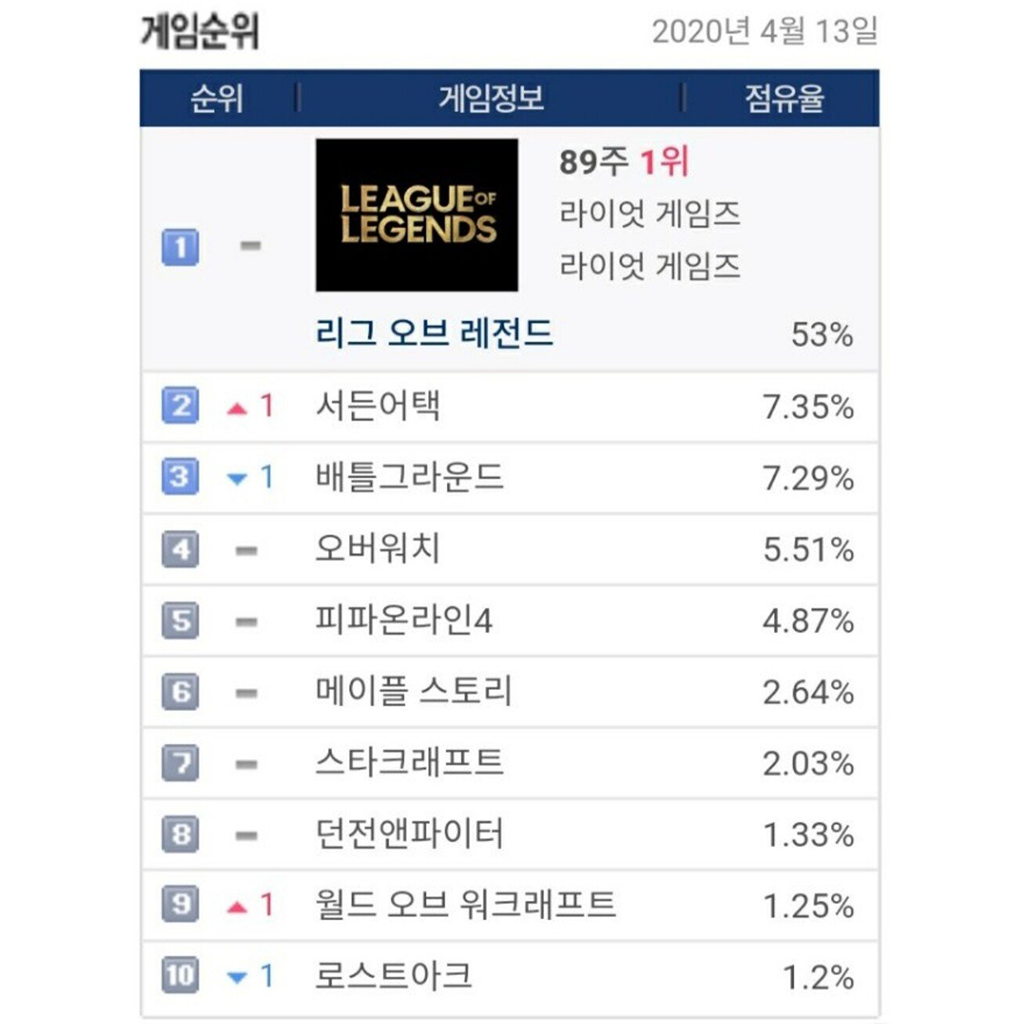 게임순위 2020년 4월 13일
순위 | 게임정보 | 점유율
LEAGUE OF
LEGENDS
89주 1위
라이엇 게임즈
라이엇 게임즈
1 - 리그 오브 레전드 53%
2 ▲ 1 서든어택 7.35%
3 ▼ 1 배틀그라운드 7.29%
4 - 오버워치 5.51%
5 - 피파온라인4 4.87%
6 - 메이플 스토리 2.64%
7 - 스타크래프트 2.03%
8 - 던전앤파이터 1.33%
9 ▲ 1 월드 오브 워크래프트 1.25%
10 ▼ 1 로스트아크 1.2%